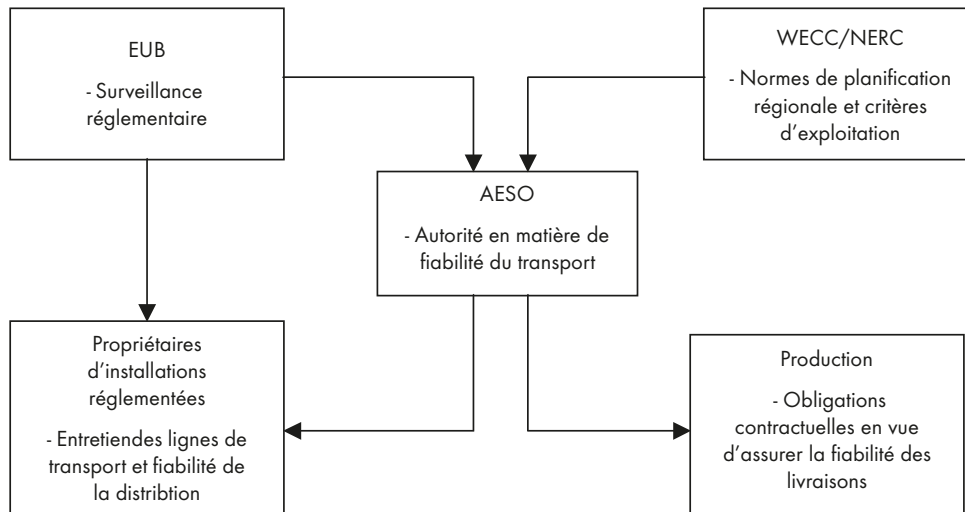 EUB
- Surveillance
réglementaire
WECC/NERC
- Normes de planification
régionale et critères
d'exploitation
AESO
- Autorité en matière de
fiabilité du transport
Propriétaires
d'installations
réglementées
- Entretiendes lignes de
transport et fiabilité de
la distribtion
Production
- Obligations
contractuelles en vue
d'assurer la fiabilité des
livraisons